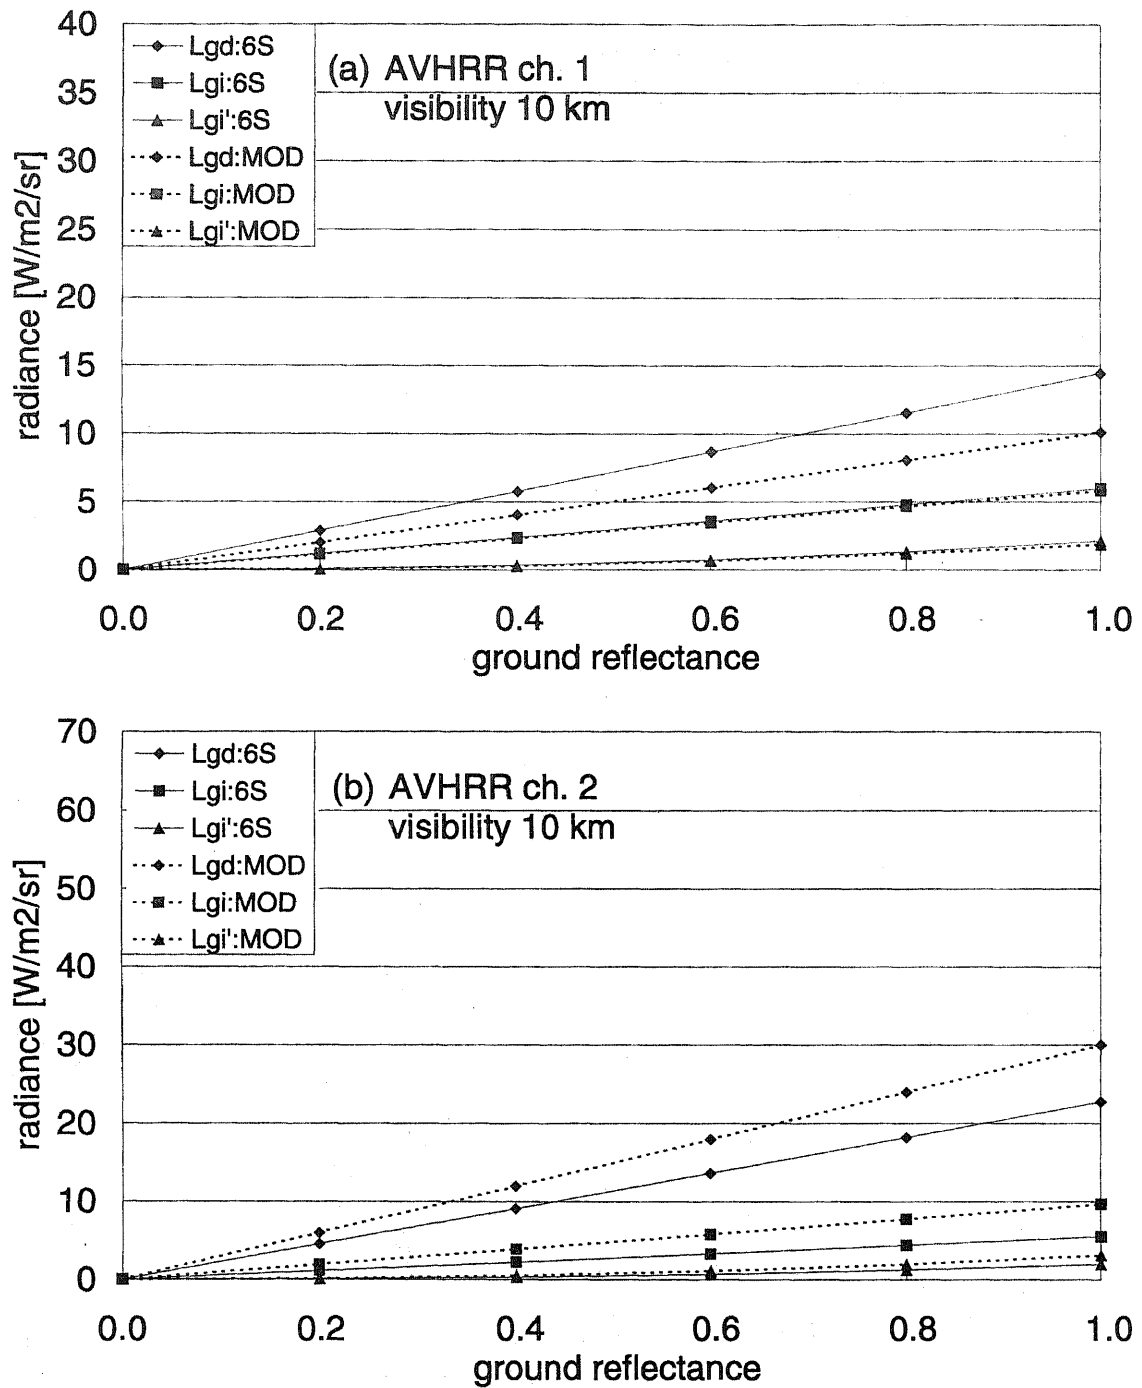 40
35
30
25
20
15
10
5
0
radiance [W/m2/sr]
Lgd:6S
Lgi:6S
Lgi':6S
Lgd:MOD
Lgi:MOD
Lgi':MOD
(a) AVHRR ch. 1
visibility 10 km
0.0 0.2 0.4 0.6 0.8 1.0
ground reflectance
70
60
50
40
30
20
10
0
radiance [W/m2/sr]
Lgd:6S
Lgi:6S
Lgi':6S
Lgd:MOD
Lgi:MOD
Lgi':MOD
(b) AVHRR ch. 2
visibility 10 km
0.0 0.2 0.4 0.6 0.8 1.0
ground reflectance